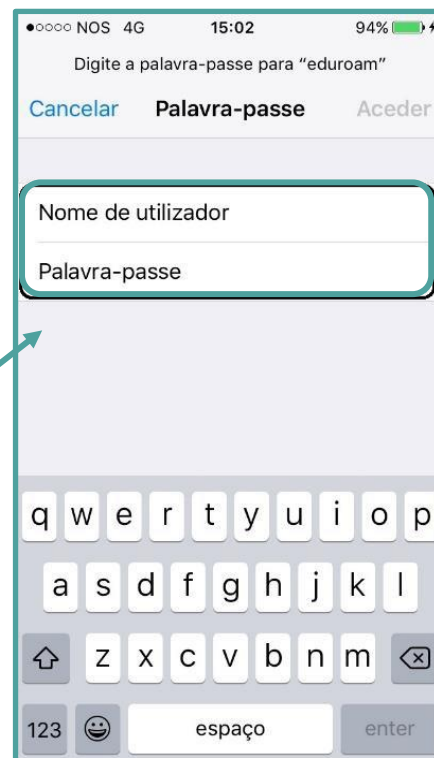 NOS 4G 15:02 94%
Digite a palavra-passe para “eduroam”
Cancelar Palavra-passe Aceder
Nome de utilizador
Palavra-passe
q w e r t y u i o p
a s d f g h j k l
z x c v b n m
123 espaço enter